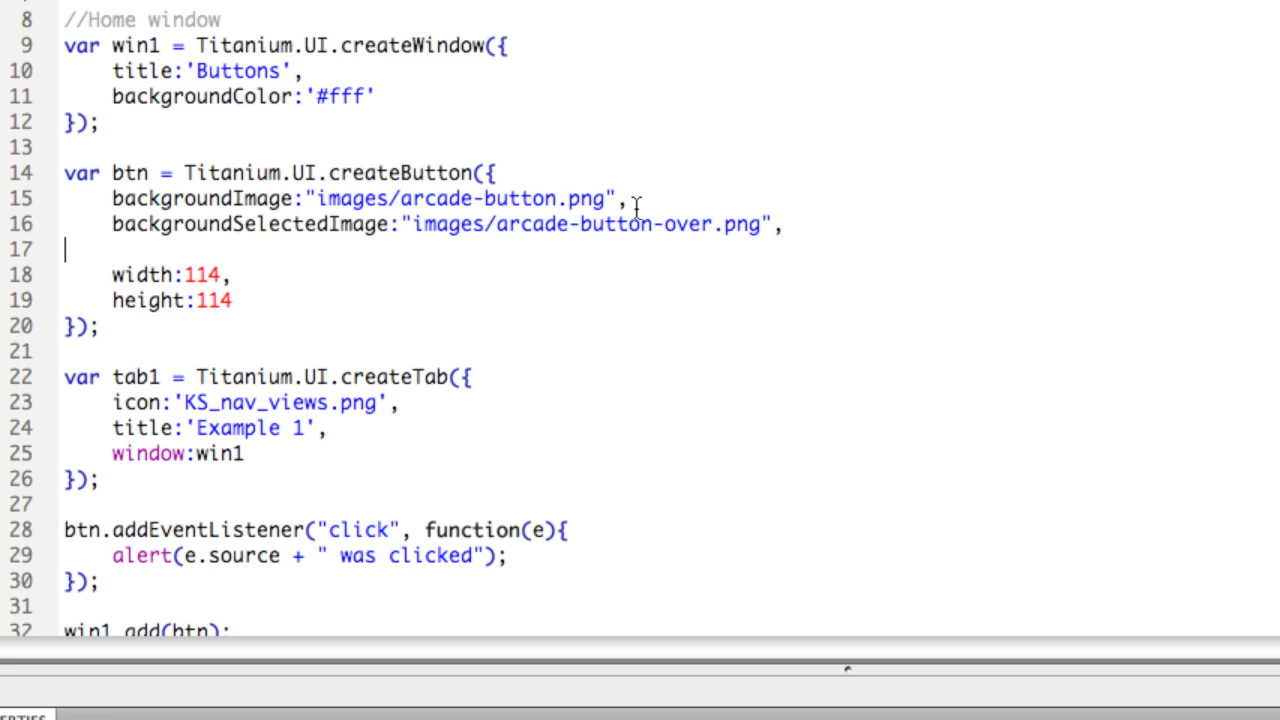 8 //Home window
9 var win1 = Titanium.UI.createWindow({
10 title:'Buttons',
11 backgroundColor:'#fff'
12 });
13
14 var btn = Titanium.UI.createButton({
15 backgroundImage:"images/arcade-button.png",
16 backgroundSelectedImage:"images/arcade-button-over.png",
17
18 width:114,
19 height:114
20 });
21
22 var tab1 = Titanium.UI.createTab({
23 icon:'KS_nav_views.png',
24 title:'Example 1',
25 window:win1
26 });
27
28 btn.addEventListener("click", function(e){
29 alert(e.source + " was clicked");
30 });
31
32 win1.add(btn);